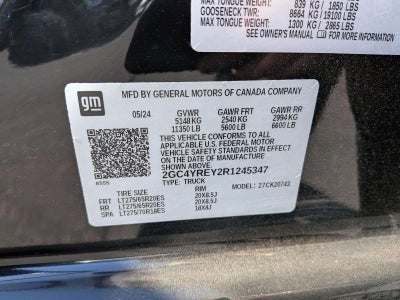 MAX TONGUE WEIGHT: 839 KG / 1850 LBS
GOOSENECK TWR: 8664 KG / 19100 LBS
MAX TONGUE WEIGHT: 1300 KG / 2865 LBS
SEE OWNER'S MANUAL FOR MORE INFORMATION
gm
MFD BY GENERAL MOTORS OF CANADA COMPANY
05/24 GVWR GAWR FRT GAWR RR
5148 KG 2540 KG 2994 KG
11350 LB 5600 LB 6600 LB
THIS VEHICLE CONFORMS TO ALL APPLICABLE
U.S. FEDERAL MOTOR VEHICLE SAFETY
STANDARDS IN EFFECT ON THE DATE OF
MANUFACTURE SHOWN ABOVE.
2GC4YREY2R1245347
TYPE: TRUCK MODEL: 27CK20743
TIRE SIZE RIM
FRT LT275/65R20ES 20X8.5J
RR LT275/65R20ES 20X8.5J
SPA LT275/70R18ES 18X8J